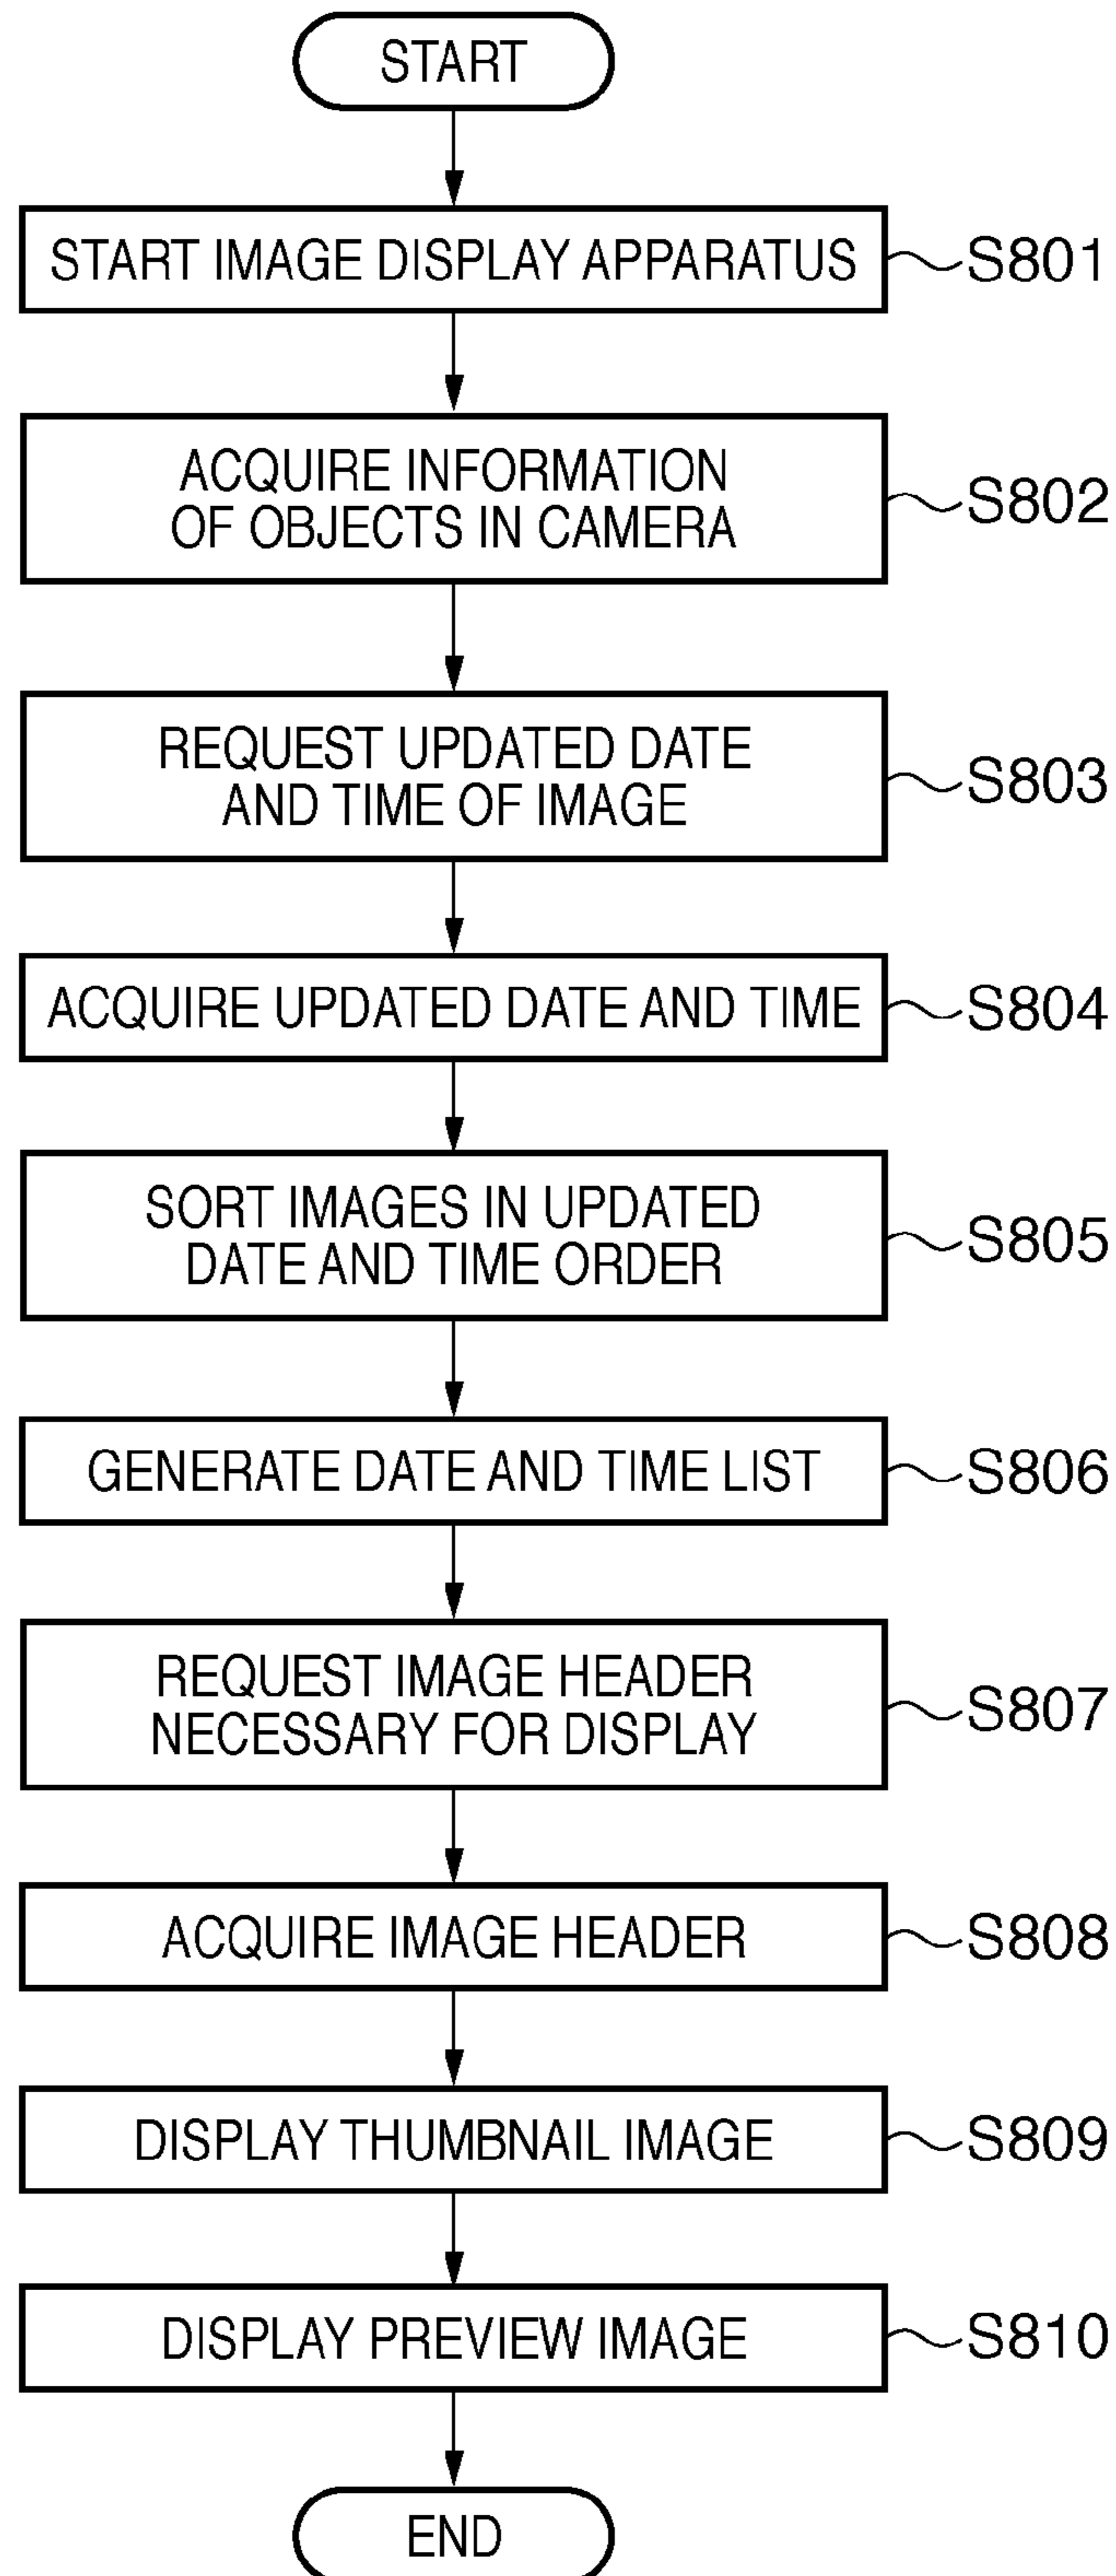 START
START IMAGE DISPLAY APPARATUS
S801
ACQUIRE INFORMATION
OF OBJECTS IN CAMERA
S802
REQUEST UPDATED DATE
AND TIME OF IMAGE
S803
ACQUIRE UPDATED DATE AND TIME
S804
SORT IMAGES IN UPDATED
DATE AND TIME ORDER
S805
GENERATE DATE AND TIME LIST
S806
REQUEST IMAGE HEADER
NECESSARY FOR DISPLAY
S807
ACQUIRE IMAGE HEADER
S808
DISPLAY THUMBNAIL IMAGE
S809
DISPLAY PREVIEW IMAGE
S810
END